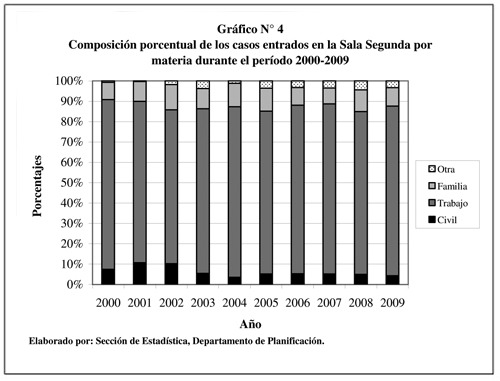 Gráfico N° 4
Composición porcentual de los casos entrados en la Sala Segunda por
materia durante el período 2000-2009
100%
90%
80%
70%
60%
50%
40%
30%
20%
10%
0%
Porcentajes
2000 2001 2002 2003 2004 2005 2006 2007 2008 2009
Año
Otra
Familia
Trabajo
Civil
Elaborado por: Sección de Estadística, Departamento de Planificación.